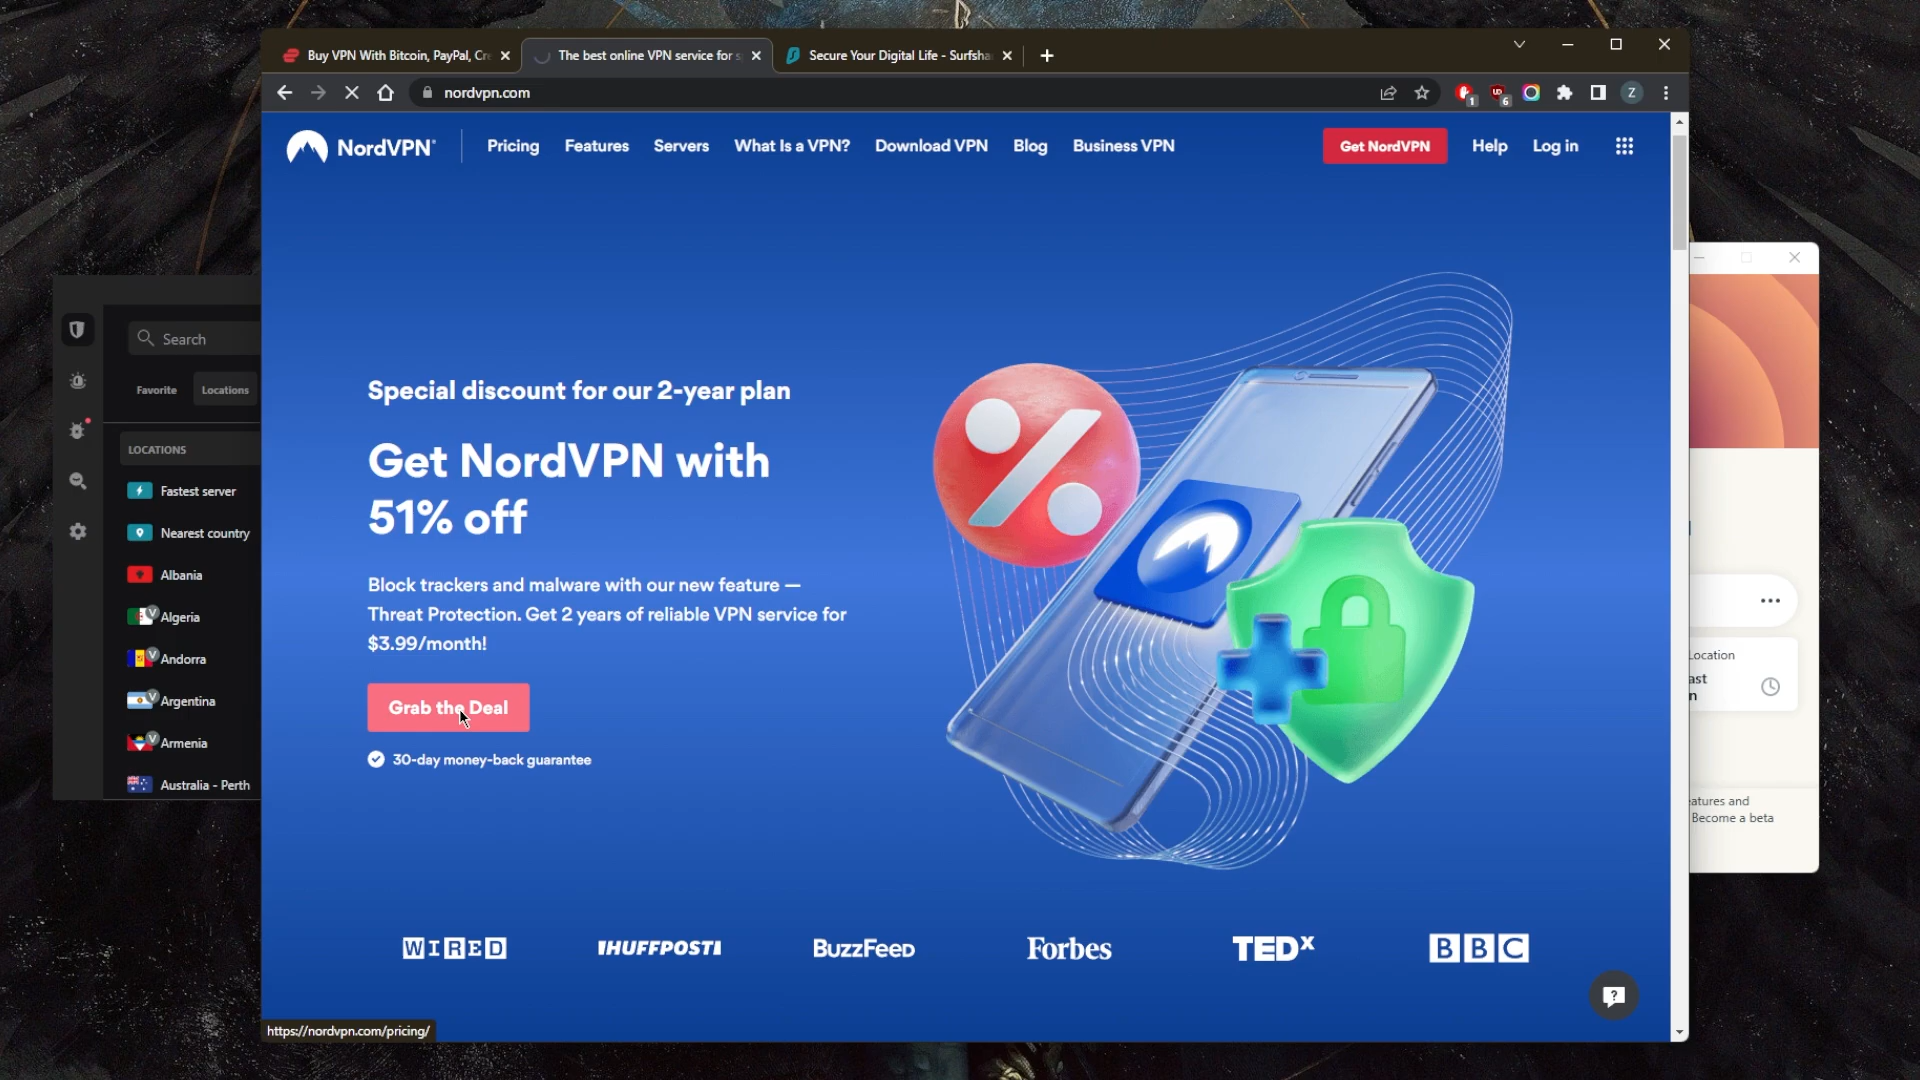 Buy VPN With Bitcoin, PayPal, Cr
The best online VPN service for s
Secure Your Digital Life - Surfsha
nordvpn.com
1
6
Z
NordVPN®
Pricing
Features
Servers
What Is a VPN?
Download VPN
Blog
Business VPN
Get NordVPN
Help
Log in
Search
Favorite
Locations
LOCATIONS
Fastest server
Nearest country
Albania
Algeria
Andorra
Argentina
Armenia
Australia - Perth
Special discount for our 2-year plan
Get NordVPN with
51% off
Block trackers and malware with our new feature —
Threat Protection. Get 2 years of reliable VPN service for
$3.99/month!
Grab the Deal
30-day money-back guarantee
WIRED
IHUFFPOSTI
BuzzFeed
Forbes
TEDx
BBC
https://nordvpn.com/pricing/
Location
ast
n
atures and
Become a beta